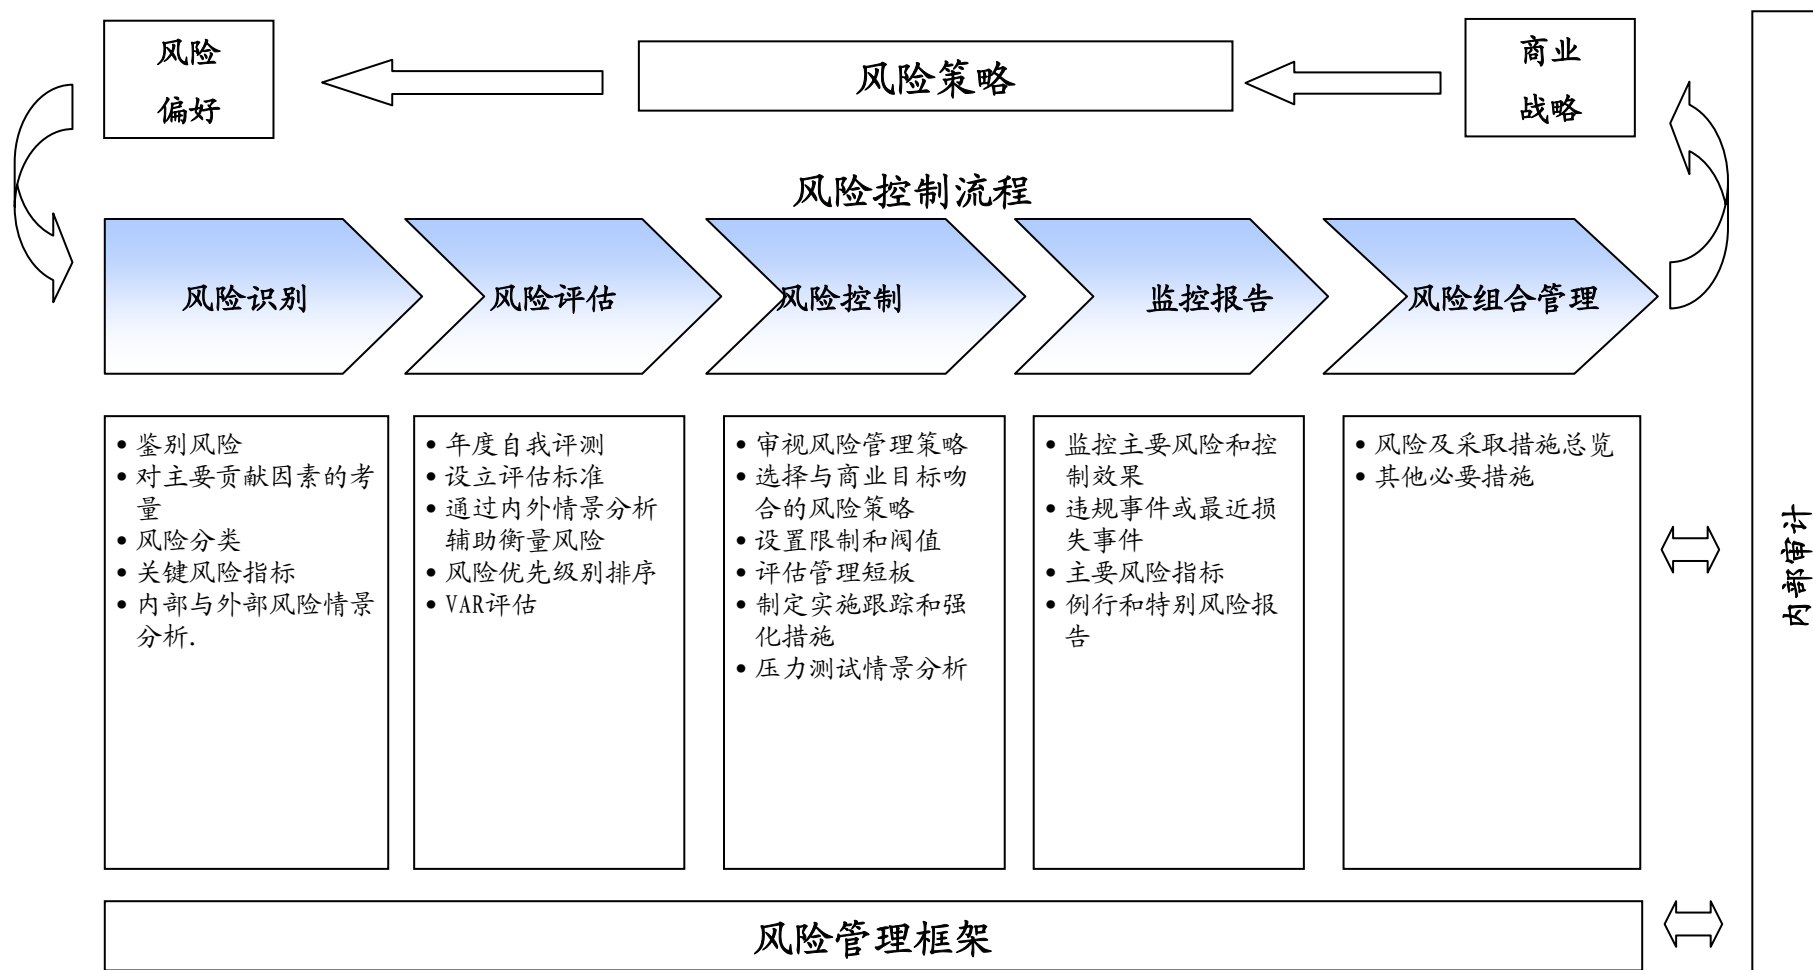 风险
偏好
风险策略
商业
战略
风险控制流程
风险识别
风险评估
风险控制
监控报告
风险组合管理
• 鉴别风险
• 对主要贡献因素的考
量
• 风险分类
• 关键风险指标
• 内部与外部风险情景
分析.
• 年度自我评测
• 设立评估标准
• 通过内外情景分析
辅助衡量风险
• 风险优先级别排序
• VAR评估
• 审视风险管理策略
• 选择与商业目标吻
合的风险策略
• 设置限制和阀值
• 评估管理短板
• 制定实施跟踪和强
化措施
• 压力测试情景分析
• 监控主要风险和控
制效果
• 违规事件或最近损
失事件
• 主要风险指标
• 例行和特别风险报
告
• 风险及采取措施总览
• 其他必要措施
内部审计
风险管理框架